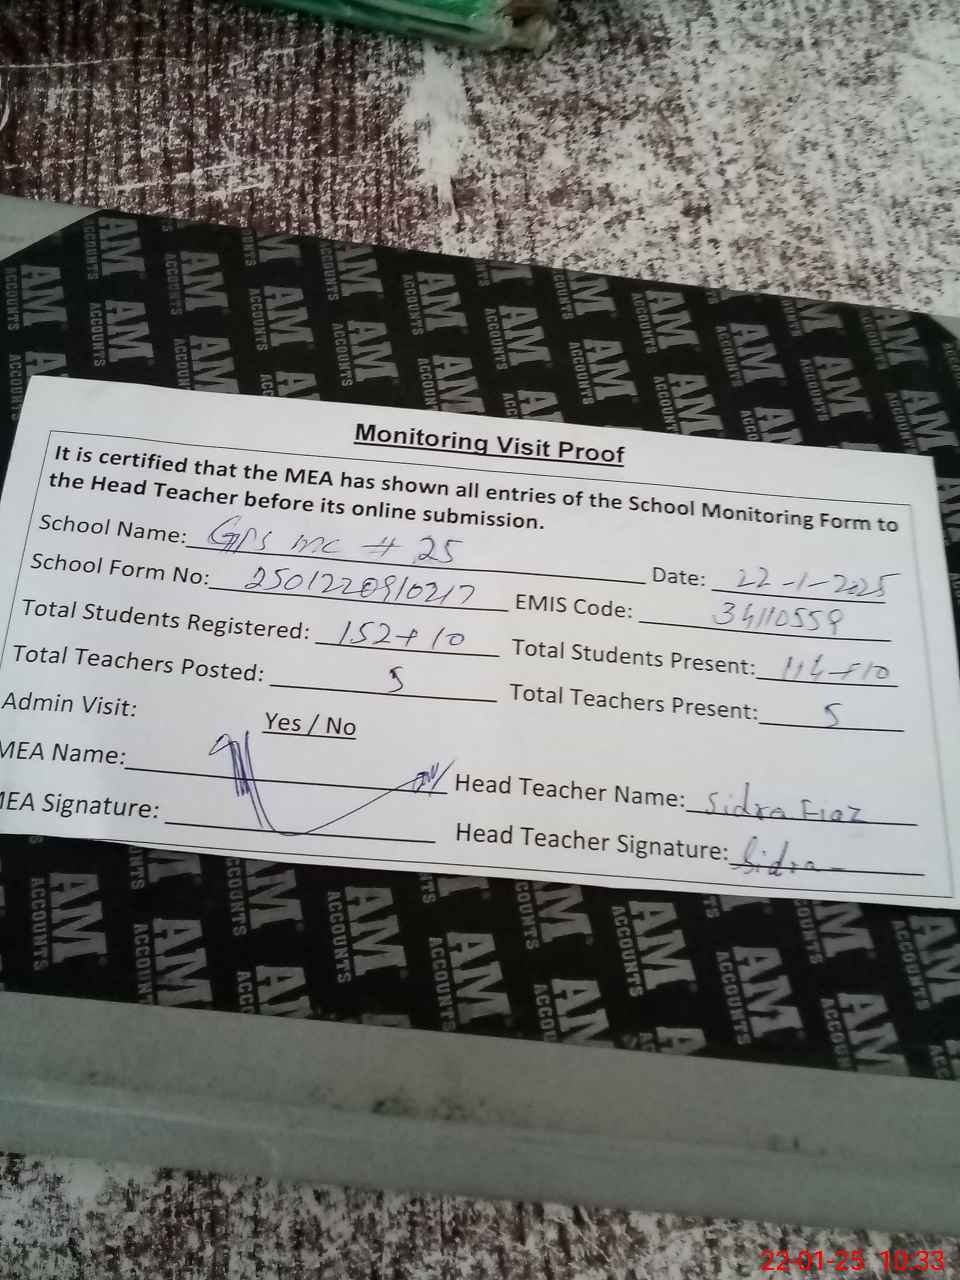 Monitoring Visit Proof
It is certified that the MEA has shown all entries of the School Monitoring Form to
the Head Teacher before its online submission.
School Name: GPS MC # 25 Date: 22-1-2025
School Form No: 2501220910217 EMIS Code: 34110559
Total Students Registered: 152+10 Total Students Present: 114+10
Total Teachers Posted: 5 Total Teachers Present: 5
Admin Visit: Yes / No
MEA Name: Head Teacher Name: Sidra Fiaz
MEA Signature: Head Teacher Signature: Sidra
AM ACCOUNTS
22-01-25 10:33